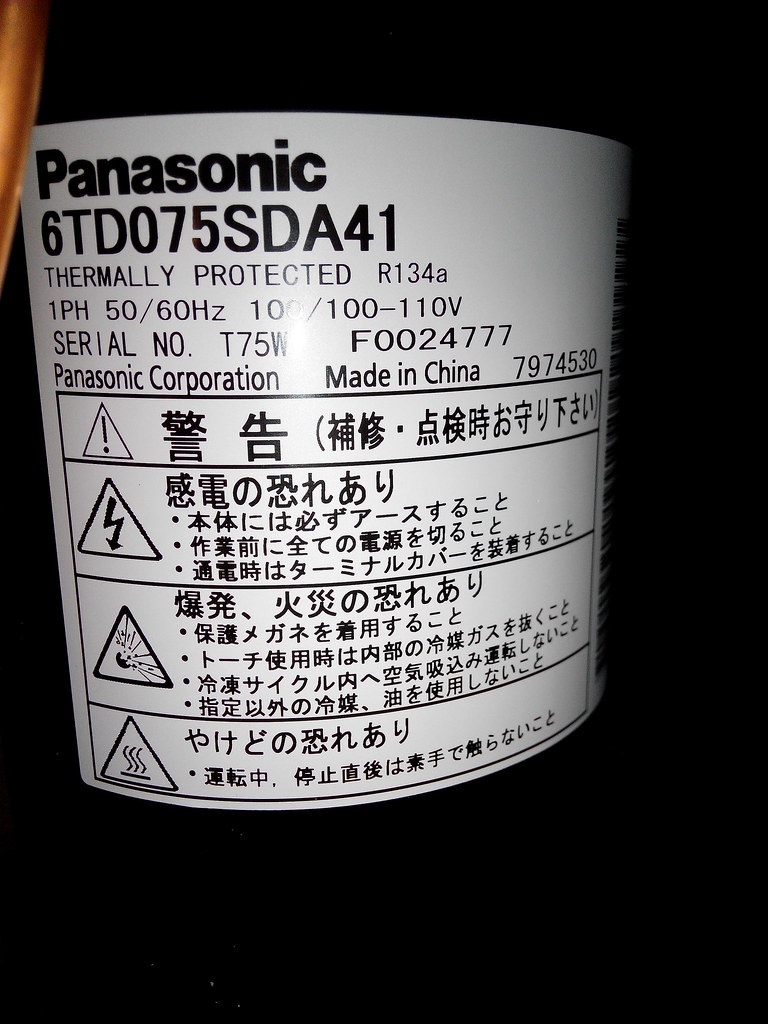 Panasonic
6TD075SDA41
THERMALLY PROTECTED R134a
1PH 50/60Hz 100/100-110V
SERIAL NO. T75W F0024777
Panasonic Corporation Made in China 7974530
警告(補修・点検時お守り下さい)
感電の恐れあり
・本体には必ずアースすること
・作業前に全ての電源を切ること
・通電時はターミナルカバーを装着すること
爆発、火災の恐れあり
・保護メガネを着用すること
・トーチ使用時は内部の冷媒ガスを抜くこと
・冷凍サイクル内へ空気吸込み運転しないこと
・指定以外の冷媒、油を使用しないこと
やけどの恐れあり
・運転中，停止直後は素手で触らないこと